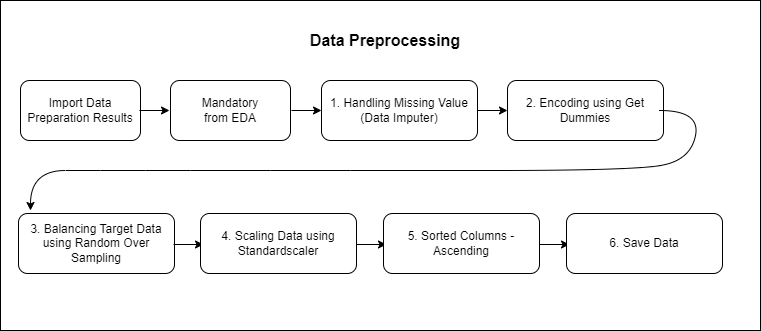 Data Preprocessing
Import Data
Preparation Results
Mandatory
from EDA
1. Handling Missing Value
(Data Imputer)
2. Encoding using Get
Dummies
3. Balancing Target Data
using Random Over
Sampling
4. Scaling Data using
Standardscaler
5. Sorted Columns -
Ascending
6. Save Data